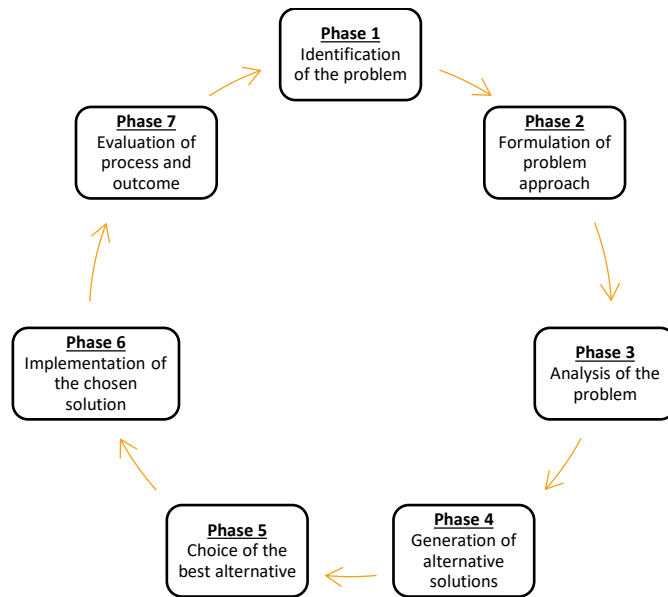 Phase 1
Identification
of the problem
Phase 2
Formulation of
problem
approach
Phase 3
Analysis of the
problem
Phase 4
Generation of
alternative
solutions
Phase 5
Choice of the
best alternative
Phase 6
Implementation of
the chosen
solution
Phase 7
Evaluation of
process and
outcome